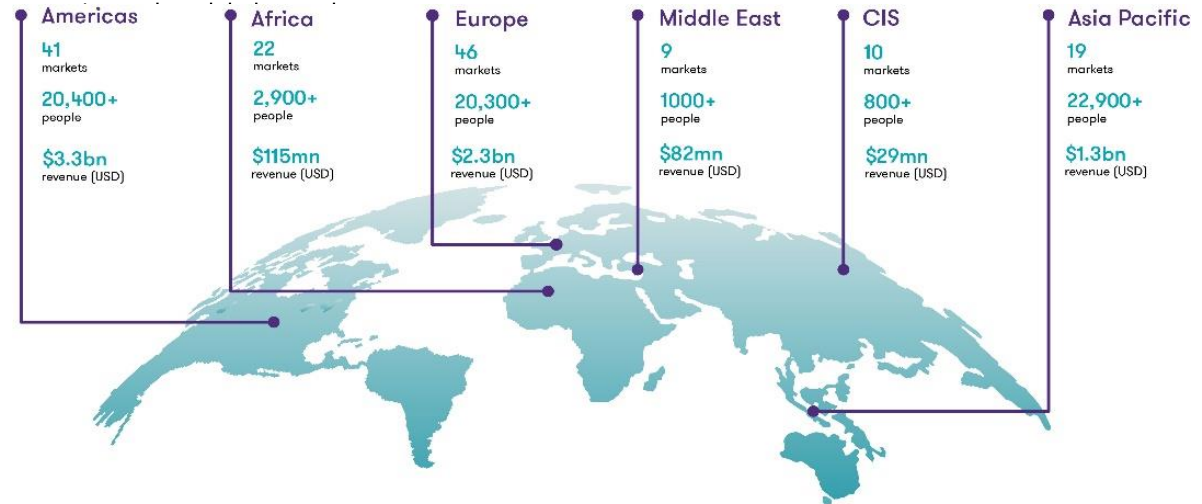 Americas
41
markets
20,400+
people
$3.3bn
revenue (USD)
Africa
22
markets
2,900+
people
$115mn
revenue (USD)
Europe
46
markets
20,300+
people
$2.3bn
revenue (USD)
Middle East
9
markets
1000+
people
$82mn
revenue (USD)
CIS
10
markets
800+
people
$29mn
revenue (USD)
Asia Pacific
19
markets
22,900+
people
$1.3bn
revenue (USD)